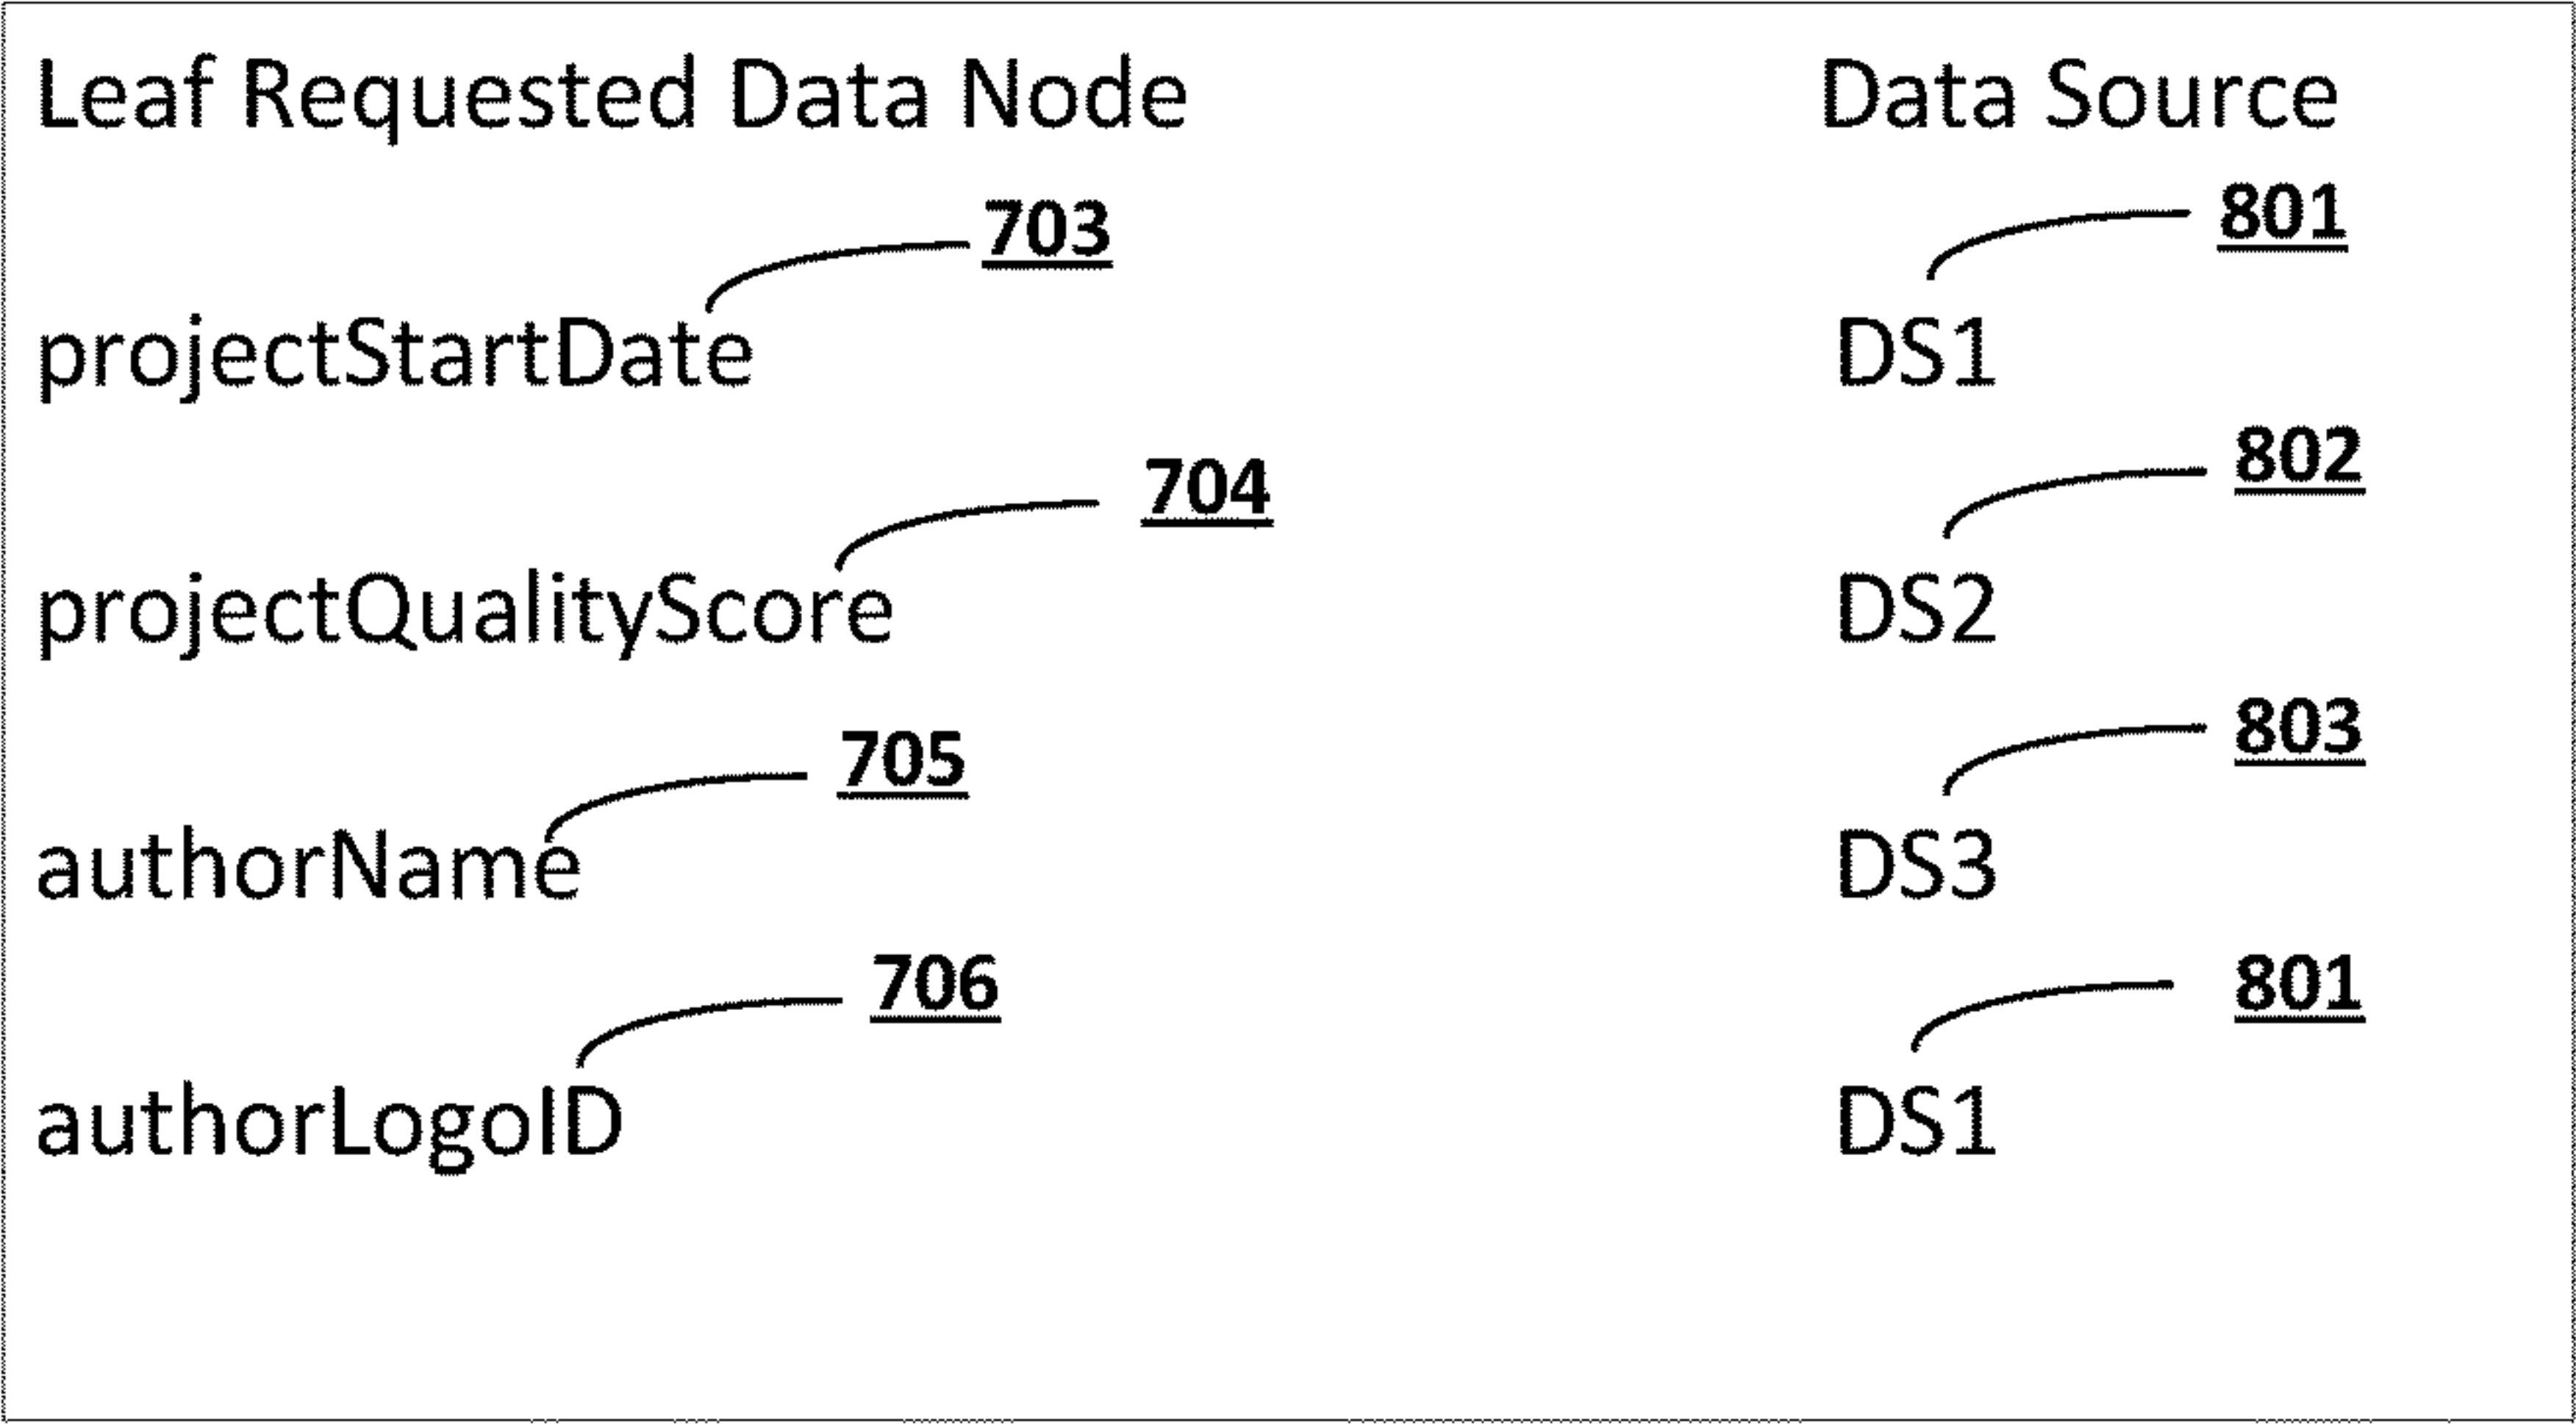 Leaf Requested Data Node Data Source
703 801
projectStartDate DS1
704 802
projectQualityScore DS2
705 803
authorName DS3
706 801
authorLogoID DS1